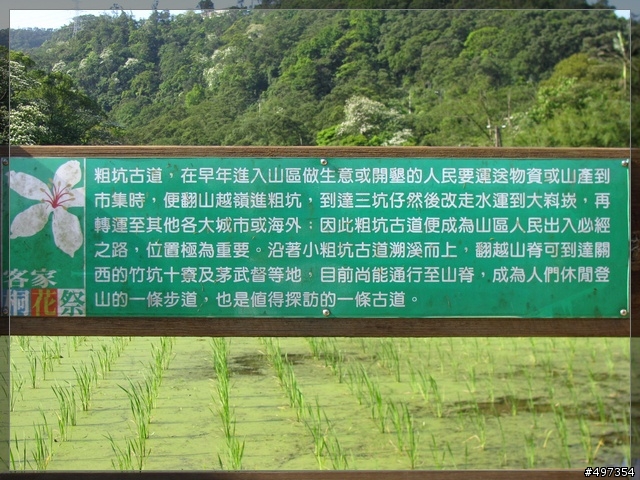 粗坑古道，在早年進入山區做生意或開墾的人民要運送物資或山產到
市集時，便翻山越嶺進粗坑，到達三坑仔然後改走水運到大料崁，再
轉運至其他各大城市或海外；因此粗坑古道便成為山區人民出入必經
之路，位置極為重要。沿著小粗坑古道溯溪而上，翻越山脊可到達關
西的竹坑十寮及茅武督等地，目前尚能通行至山脊，成為人們休閒登
山的一條步道，也是值得探訪的一條古道。
客家
桐花祭
#497354